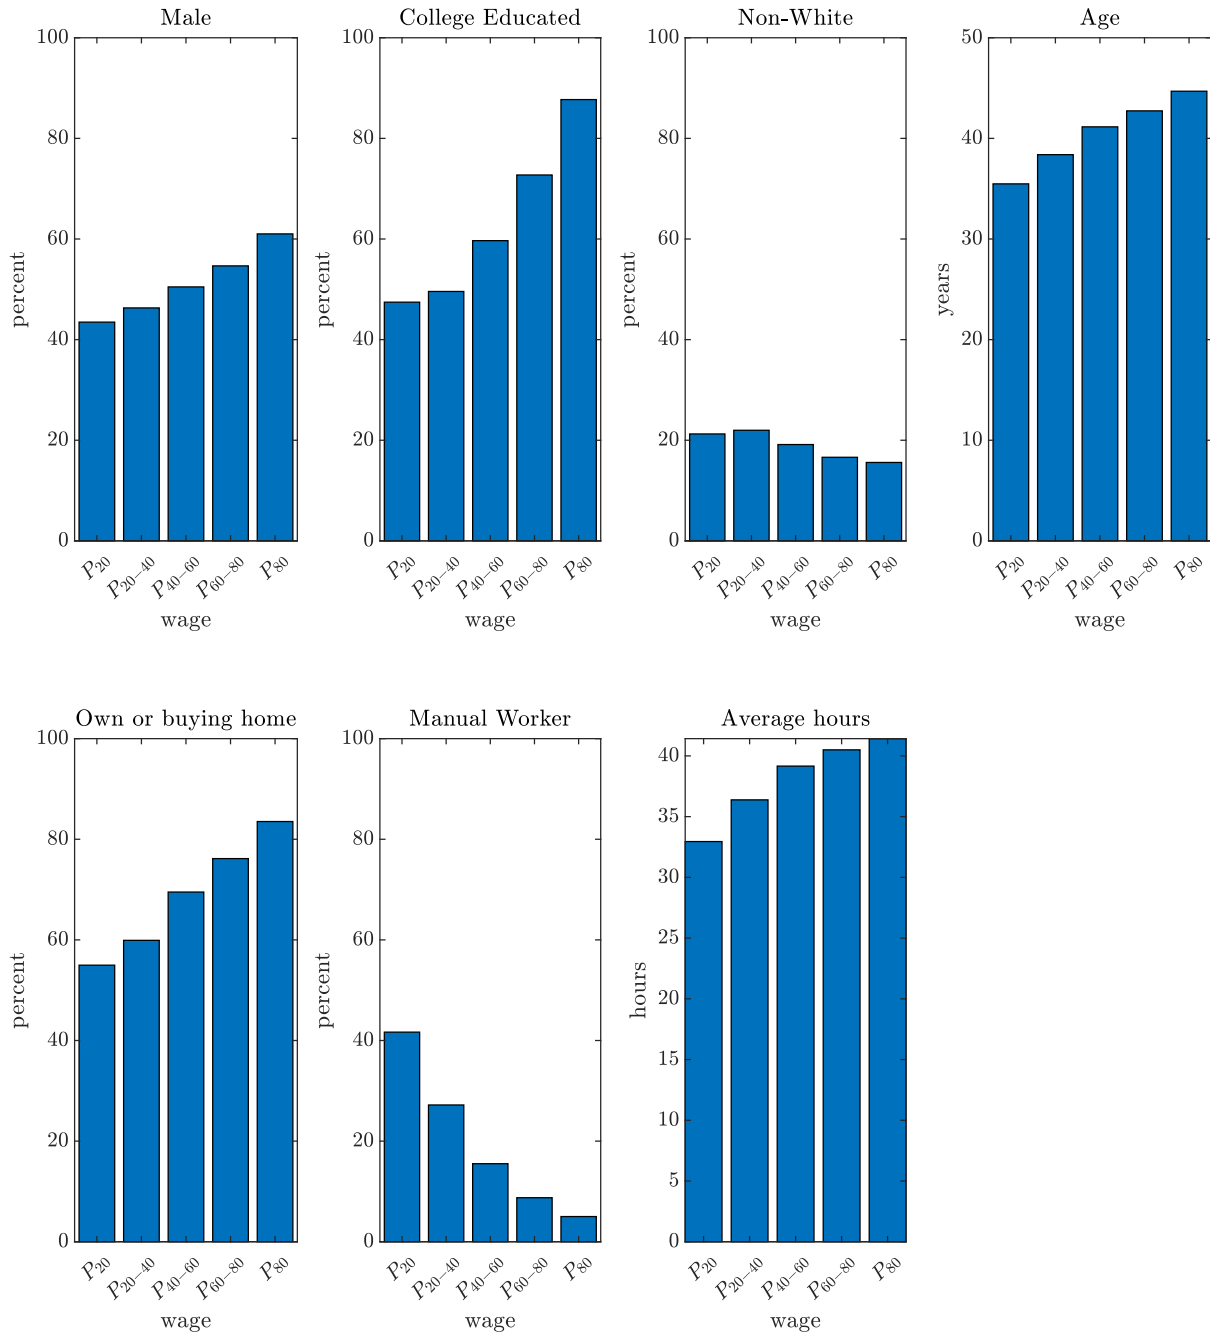 Male
College Educated
Non-White
Age
100
80
60
40
20
0
percent
P20
P20−40
P40−60
P60−80
P80
wage
100
80
60
40
20
0
percent
P20
P20−40
P40−60
P60−80
P80
wage
100
80
60
40
20
0
percent
P20
P20−40
P40−60
P60−80
P80
wage
50
40
30
20
10
0
years
P20
P20−40
P40−60
P60−80
P80
wage
Own or buying home
Manual Worker
Average hours
100
80
60
40
20
0
percent
P20
P20−40
P40−60
P60−80
P80
wage
100
80
60
40
20
0
percent
P20
P20−40
P40−60
P60−80
P80
wage
40
35
30
25
20
15
10
5
0
hours
P20
P20−40
P40−60
P60−80
P80
wage